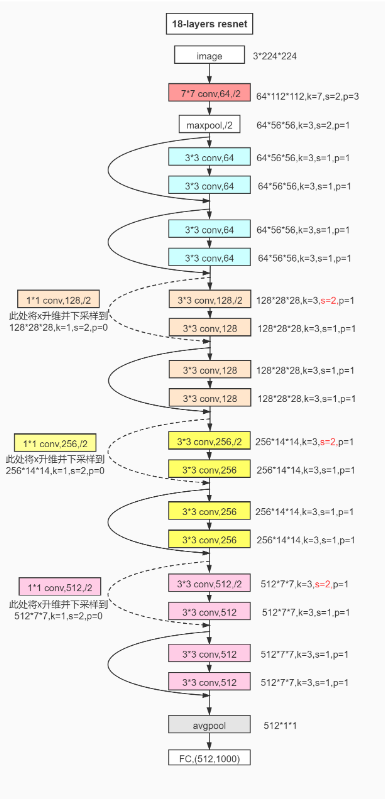 18-layers resnet
image 3*224*224
7*7 conv,64,/2 64*112*112,k=7,s=2,p=3
maxpool,/2 64*56*56,k=3,s=2,p=1
3*3 conv,64 64*56*56,k=3,s=1,p=1
3*3 conv,64 64*56*56,k=3,s=1,p=1
3*3 conv,64 64*56*56,k=3,s=1,p=1
3*3 conv,64 64*56*56,k=3,s=1,p=1
1*1 conv,128,/2 3*3 conv,128,/2 128*28*28,k=3,s=2,p=1
此处将x升维并下采样到
128*28*28,k=1,s=2,p=0
3*3 conv,128 128*28*28,k=3,s=1,p=1
3*3 conv,128 128*28*28,k=3,s=1,p=1
3*3 conv,128 128*28*28,k=3,s=1,p=1
1*1 conv,256,/2 3*3 conv,256,/2 256*14*14,k=3,s=2,p=1
此处将x升维并下采样到
256*14*14,k=1,s=2,p=0
3*3 conv,256 256*14*14,k=3,s=1,p=1
3*3 conv,256 256*14*14,k=3,s=1,p=1
3*3 conv,256 256*14*14,k=3,s=1,p=1
1*1 conv,512,/2 3*3 conv,512,/2 512*7*7,k=3,s=2,p=1
此处将x升维并下采样到
512*7*7,k=1,s=2,p=0
3*3 conv,512 512*7*7,k=3,s=1,p=1
3*3 conv,512 512*7*7,k=3,s=1,p=1
3*3 conv,512 512*7*7,k=3,s=1,p=1
avgpool 512*1*1
FC,(512,1000)